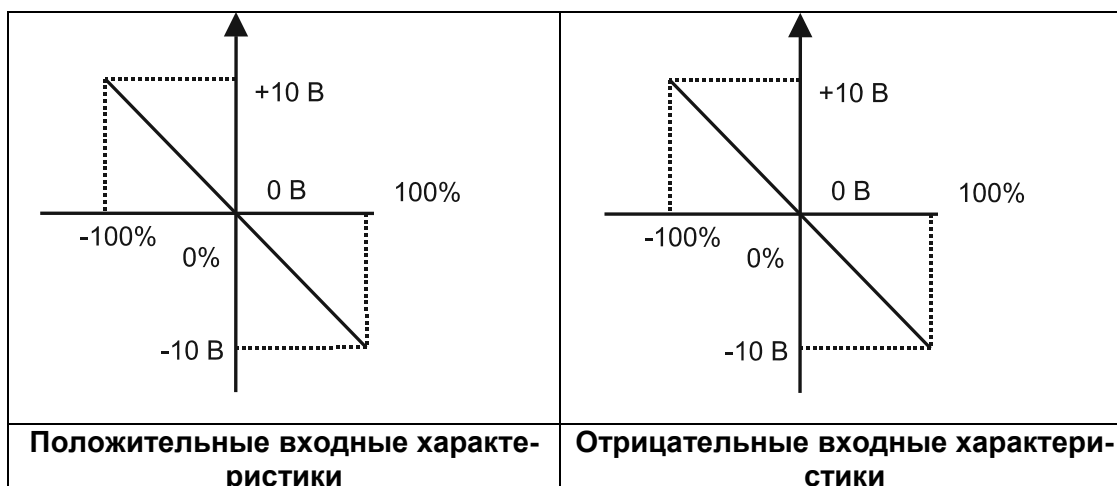 +10 В
0 В
100%
-100%
0%
-10 В
Положительные входные характе-
ристики
+10 В
0 В
100%
-100%
0%
-10 В
Отрицательные входные характери-
стики